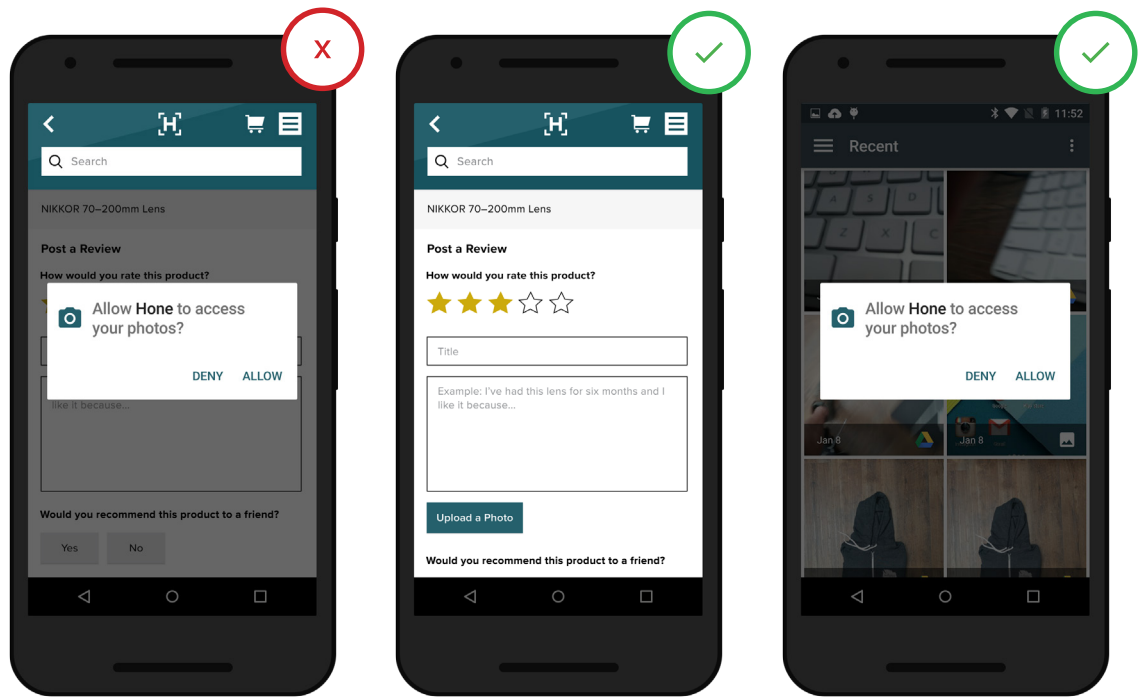 X
[H]
Search
NIKKOR 70–200mm Lens
Post a Review
How would you rate this product?
Allow Hone to access
your photos?
DENY ALLOW
like it because...
Would you recommend this product to a friend?
Yes No
[H]
Search
NIKKOR 70–200mm Lens
Post a Review
How would you rate this product?
Title
Example: I've had this lens for six months and I
like it because...
Upload a Photo
Would you recommend this product to a friend?
11:52
Recent
A S D
Z X C
Allow Hone to access
your photos?
DENY ALLOW
Jan 8
Jan 8